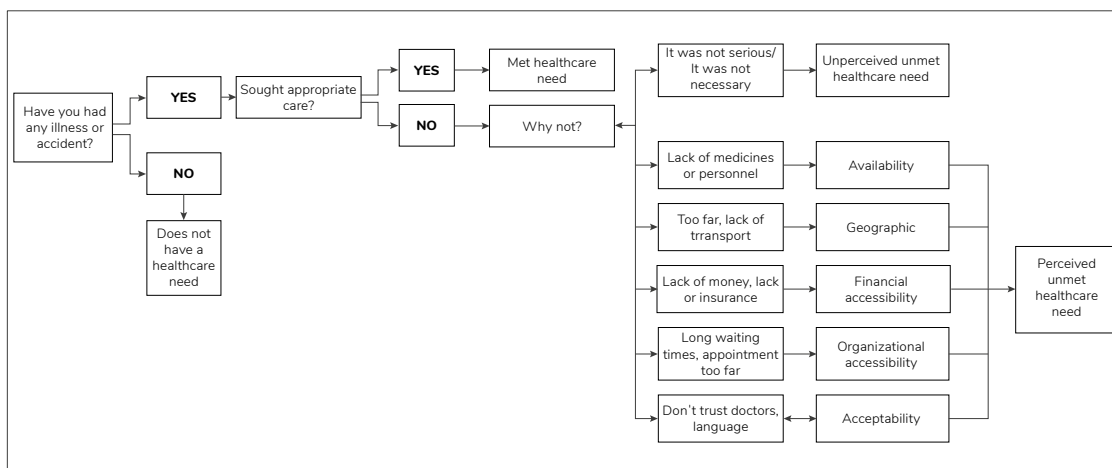 Have you had
any illness or
accident?
YES
NO
Does not
have a
healthcare
need
Sought appropriate
care?
YES
NO
Met healthcare
need
Why not?
It was not serious/
It was not
necessary
Unperceived unmet
healthcare need
Lack of medicines
or personnel
Availability
Too far, lack of
trransport
Geographic
Lack of money, lack
or insurance
Financial
accessibility
Long waiting
times, appointment
too far
Organizational
accessibility
Don't trust doctors,
language
Acceptability
Perceived
unmet
healthcare
need